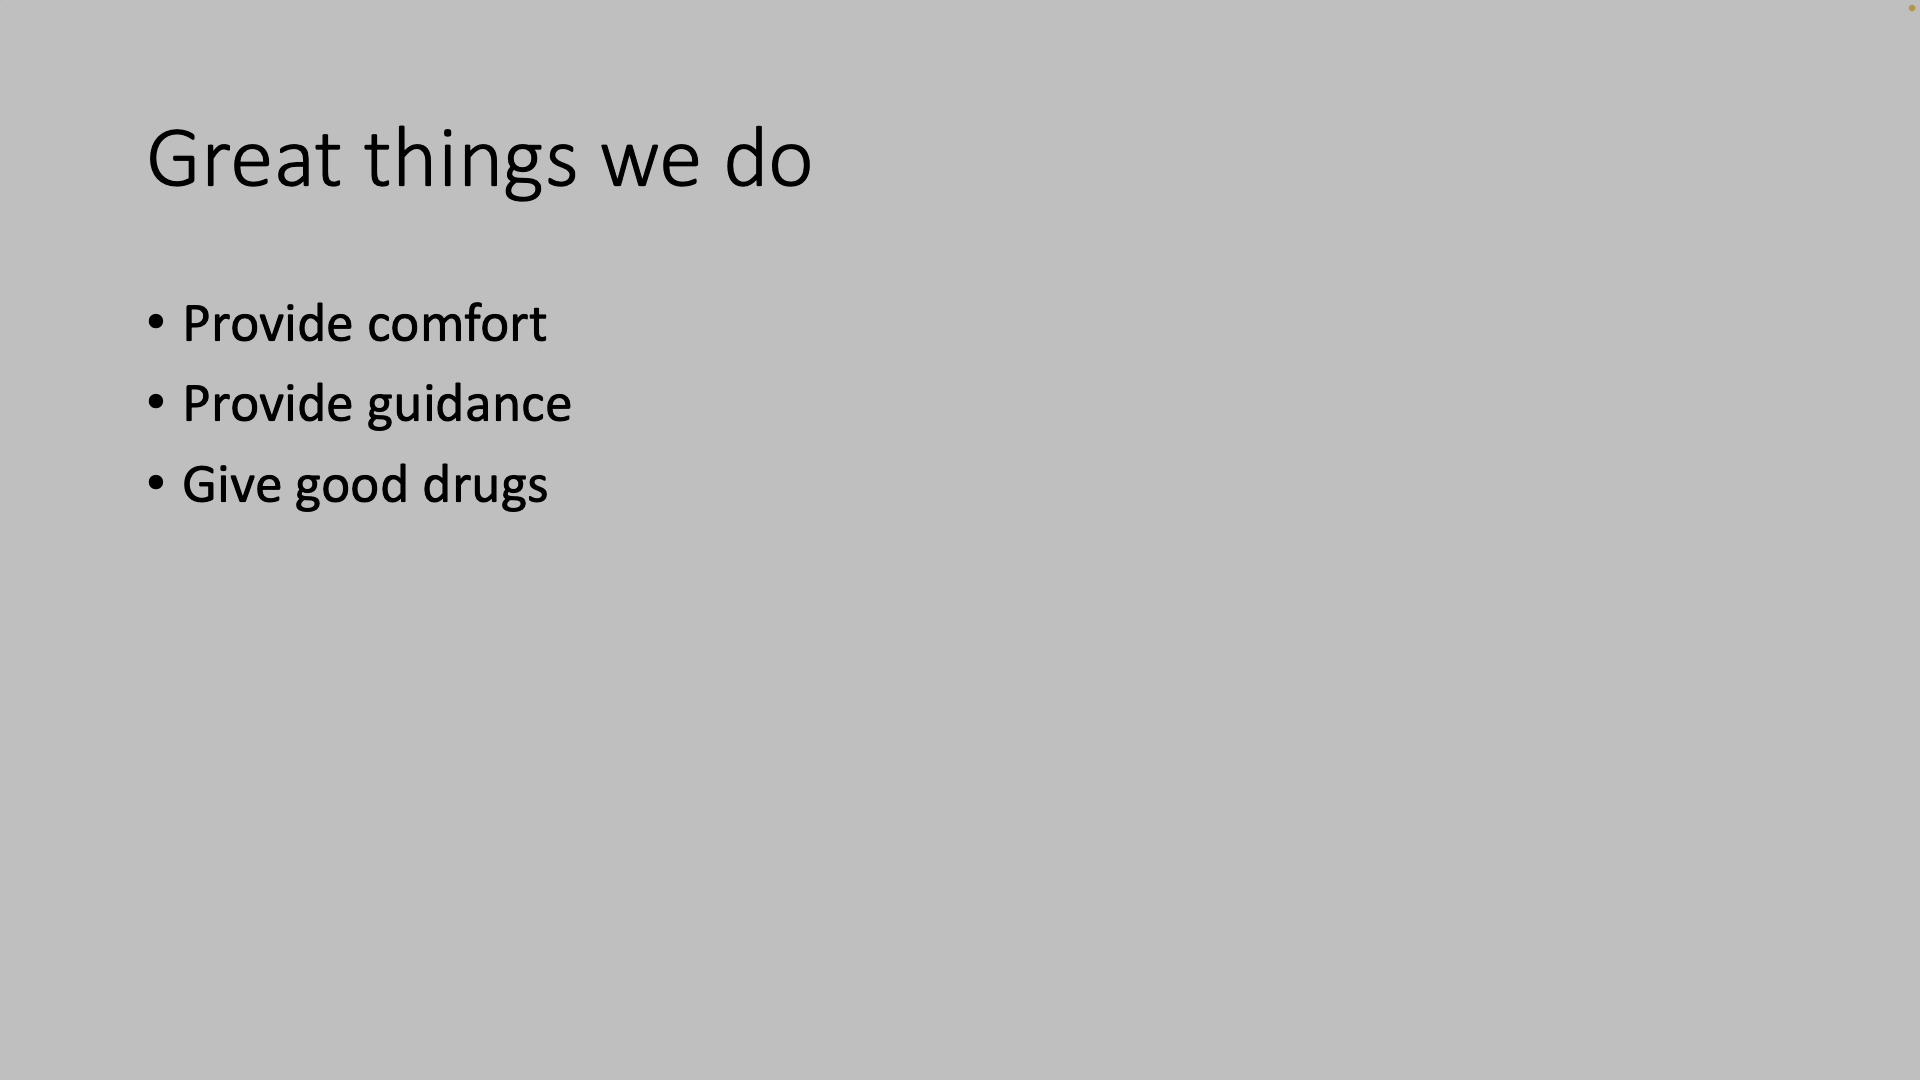 Great things we do
• Provide comfort
• Provide guidance
• Give good drugs